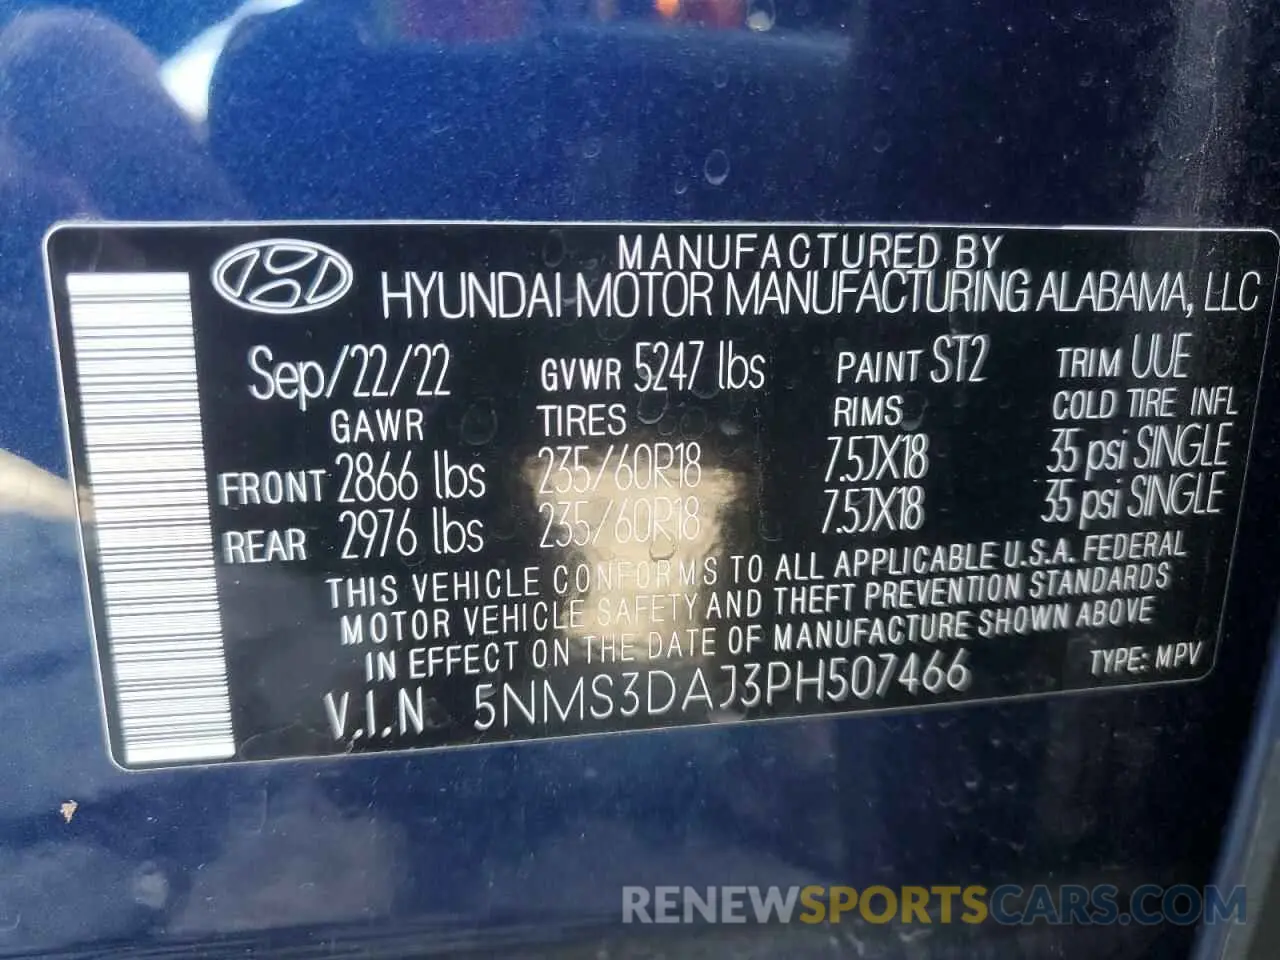 MANUFACTURED BY
HYUNDAI MOTOR MANUFACTURING ALABAMA, LLC
Sep/22/22 GVWR 5247 lbs PAINT ST2 TRIM UUE
GAWR TIRES RIMS COLD TIRE INFL
FRONT 2866 lbs 235/60R18 7.5JX18 35 psi SINGLE
REAR 2976 lbs 235/60R18 7.5JX18 35 psi SINGLE
THIS VEHICLE CONFORMS TO ALL APPLICABLE U.S.A. FEDERAL
MOTOR VEHICLE SAFETY AND THEFT PREVENTION STANDARDS
IN EFFECT ON THE DATE OF MANUFACTURE SHOWN ABOVE
V.I.N 5NMS3DAJ3PH507466 TYPE: MPV
RENEWSPORTSCARS.COM